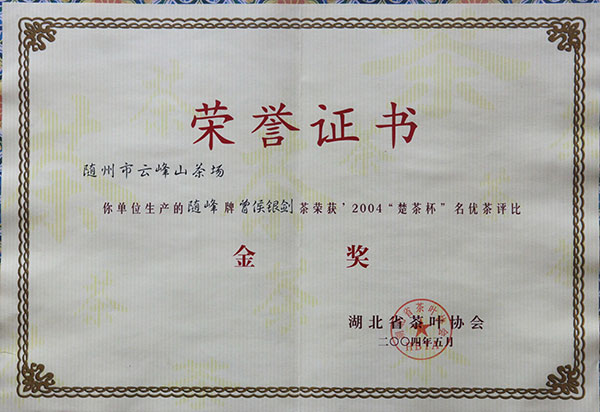 荣誉证书
随州市云峰山茶场
你单位生产的随峰牌曾侯银剑茶荣获'2004“楚茶杯”名优茶评比
金奖
湖北省茶叶协会
二〇〇四年五月
HBTA